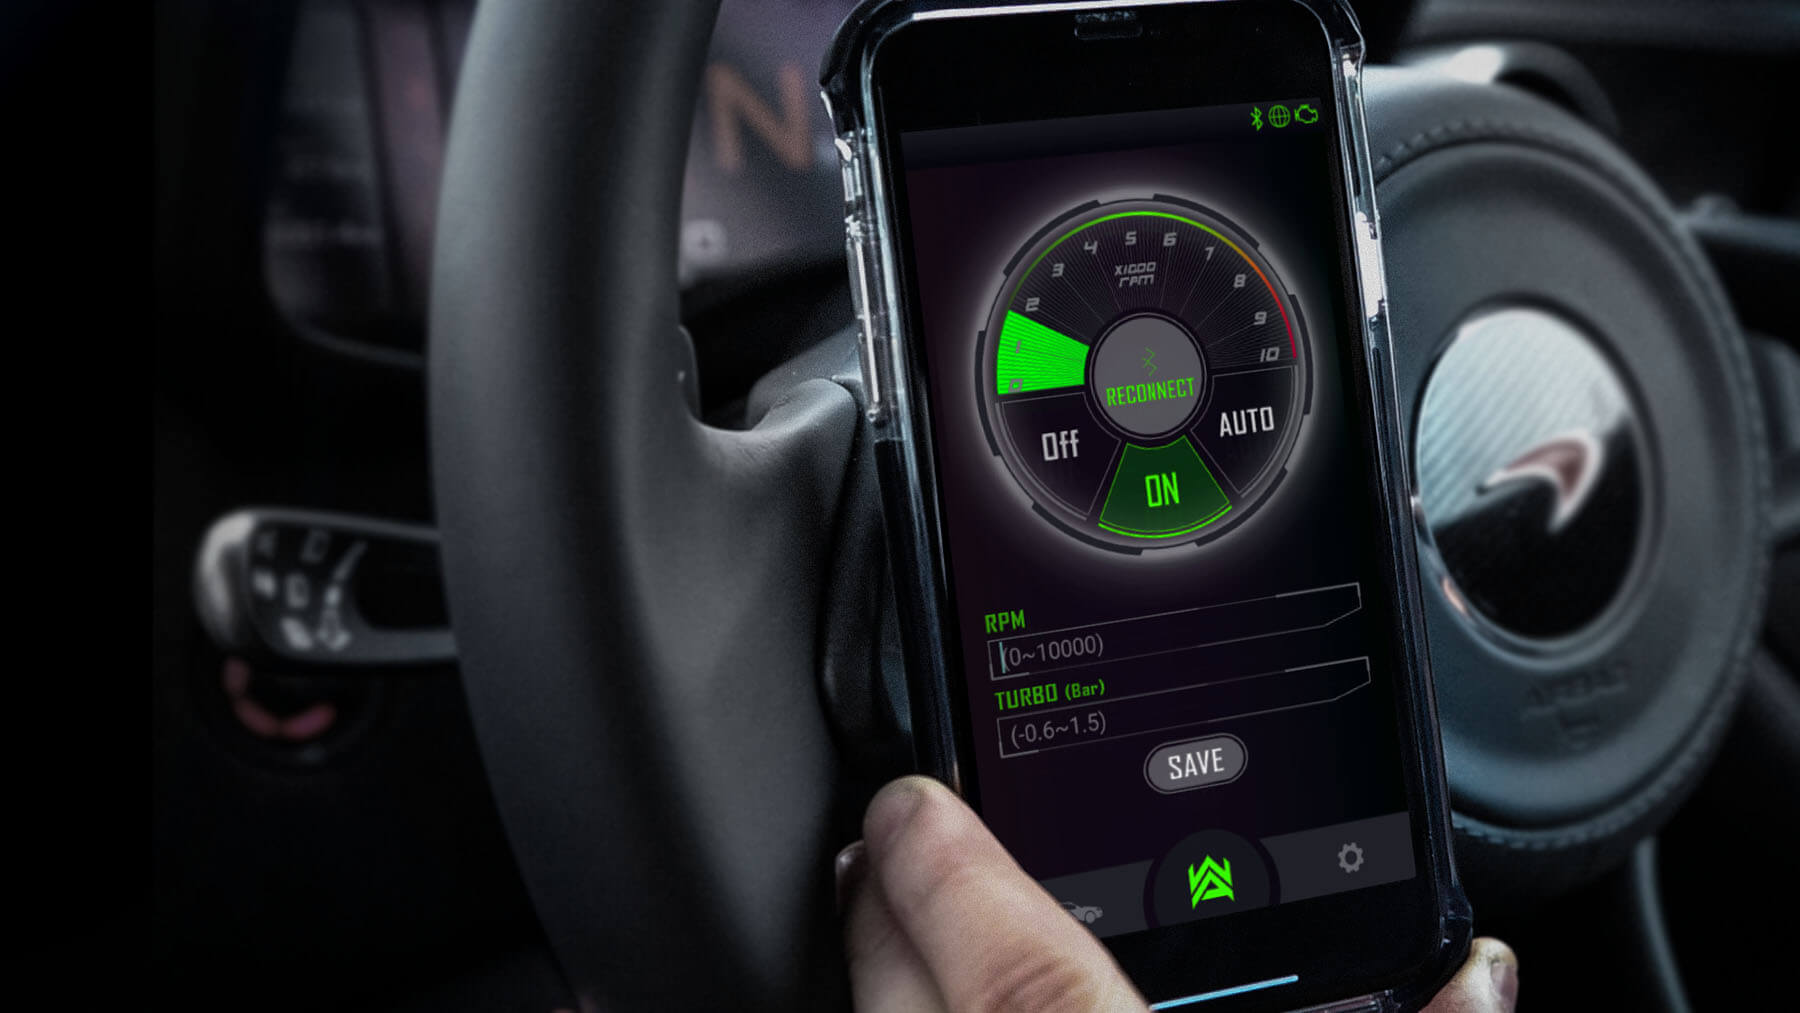 N
5
4
6
3
7
X1000
rpm
2
8
1
9
0
10
RECONNECT
Off
AUTO
ON
RPM
(0~10000)
TURBO (Bar)
(-0.6~1.5)
SAVE